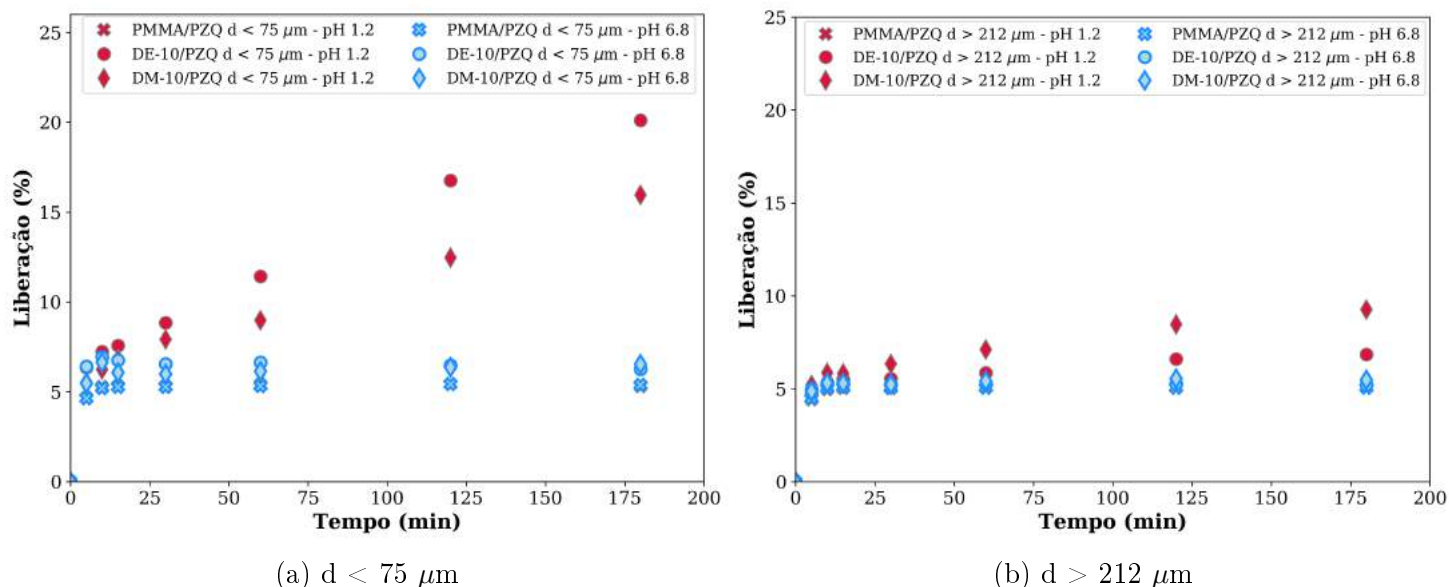 PMMA/PZQ d < 75 μm - pH 1.2
DE-10/PZQ d < 75 μm - pH 1.2
DM-10/PZQ d < 75 μm - pH 1.2
PMMA/PZQ d < 75 μm - pH 6.8
DE-10/PZQ d < 75 μm - pH 6.8
DM-10/PZQ d < 75 μm - pH 6.8
25
20
15
10
5
0
Liberação (%)
0 25 50 75 100 125 150 175 200
Tempo (min)
(a) d < 75 μm
PMMA/PZQ d > 212 μm - pH 1.2
DE-10/PZQ d > 212 μm - pH 1.2
DM-10/PZQ d > 212 μm - pH 1.2
PMMA/PZQ d > 212 μm - pH 6.8
DE-10/PZQ d > 212 μm - pH 6.8
DM-10/PZQ d > 212 μm - pH 6.8
25
20
15
10
5
0
Liberação (%)
0 25 50 75 100 125 150 175 200
Tempo (min)
(b) d > 212 μm